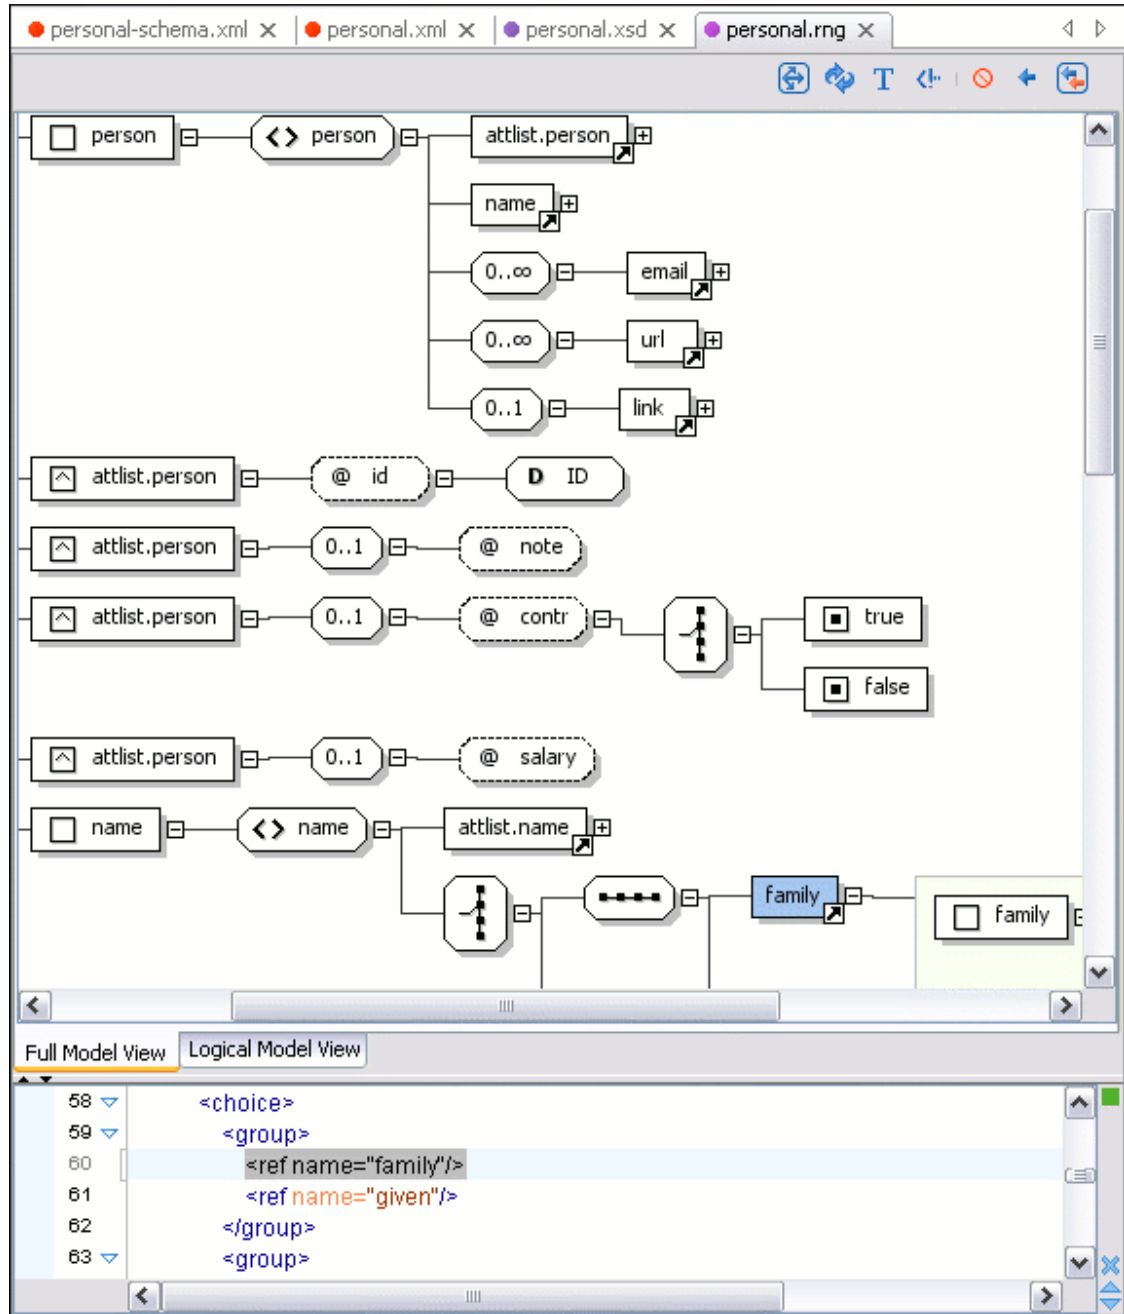 personal-schema.xml personal.xml personal.xsd personal.rng
T
person person attlist.person
name
0..∞ email
0..∞ url
0..1 link
attlist.person @ id D ID
attlist.person 0..1 @ note
attlist.person 0..1 @ contr true
false
attlist.person 0..1 @ salary
name name attlist.name
family family
Full Model View Logical Model View
58 <choice>
59 <group>
60 <ref name="family"/>
61 <ref name="given"/>
62 </group>
63 <group>